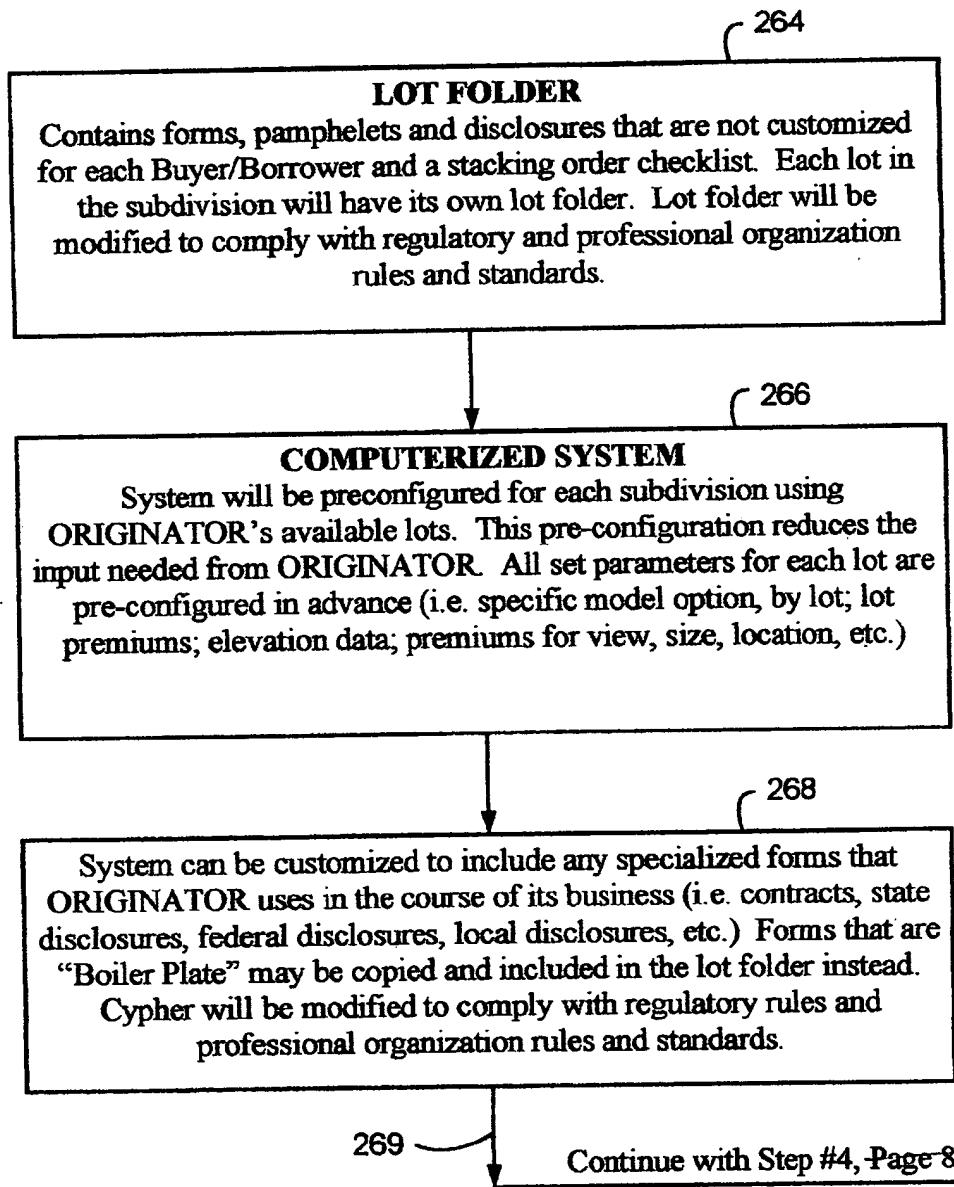 264
LOT FOLDER
Contains forms, pamphelets and disclosures that are not customized
for each Buyer/Borrower and a stacking order checklist. Each lot in
the subdivision will have its own lot folder. Lot folder will be
modified to comply with regulatory and professional organization
rules and standards.
266
COMPUTERIZED SYSTEM
System will be preconfigured for each subdivision using
ORIGINATOR's available lots. This pre-configuration reduces the
input needed from ORIGINATOR. All set parameters for each lot are
pre-configured in advance (i.e. specific model option, by lot; lot
premiums; elevation data; premiums for view, size, location, etc.)
268
System can be customized to include any specialized forms that
ORIGINATOR uses in the course of its business (i.e. contracts, state
disclosures, federal disclosures, local disclosures, etc.) Forms that are
“Boiler Plate” may be copied and included in the lot folder instead.
Cypher will be modified to comply with regulatory rules and
professional organization rules and standards.
269
Continue with Step #4, Page 8